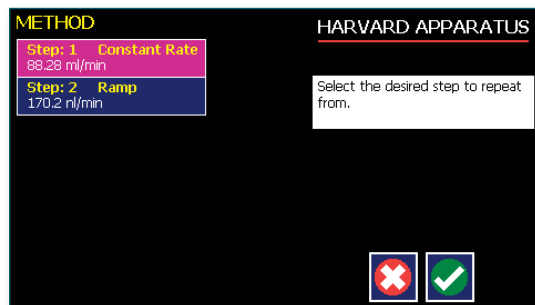 METHOD
HARVARD APPARATUS
Step: 1 Constant Rate
88.28 ml/min
Step: 2 Ramp
170.2 nl/min
Select the desired step to repeat
from.